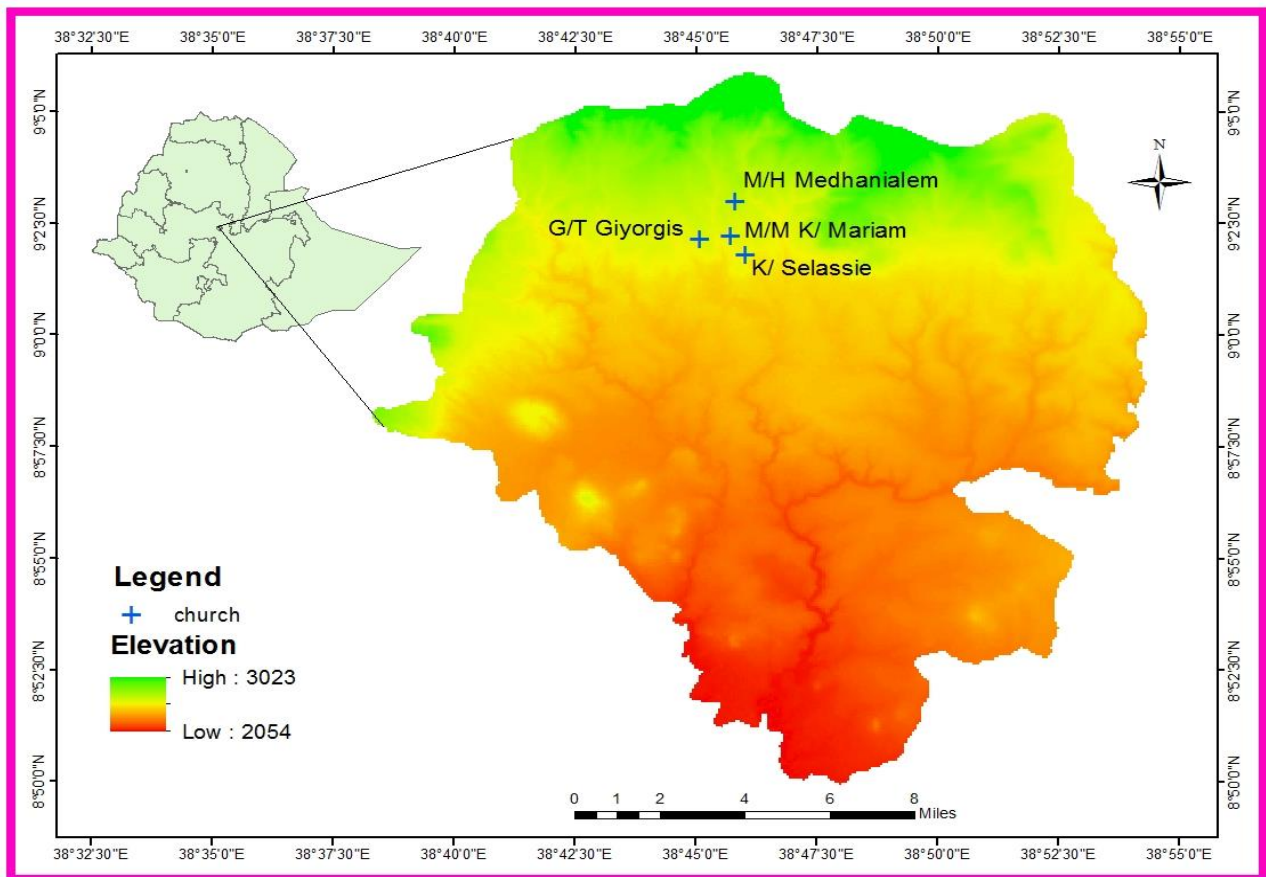 38°32'30"E 38°35'0"E 38°37'30"E 38°40'0"E 38°42'30"E 38°45'0"E 38°47'30"E 38°50'0"E 38°52'30"E 38°55'0"E
9°5'0"N 9°5'0"N
N
M/H Medhanialem
9°2'30"N G/T Giyorgis M/M K/ Mariam 9°2'30"N
K/ Selassie
9°0'0"N 9°0'0"N
8°57'30"N 8°57'30"N
8°55'0"N 8°55'0"N
Legend
church
Elevation
High : 3023
Low : 2054
8°52'30"N 8°52'30"N
8°50'0"N 8°50'0"N
0 1 2 4 6 8
Miles
38°32'30"E 38°35'0"E 38°37'30"E 38°40'0"E 38°42'30"E 38°45'0"E 38°47'30"E 38°50'0"E 38°52'30"E 38°55'0"E